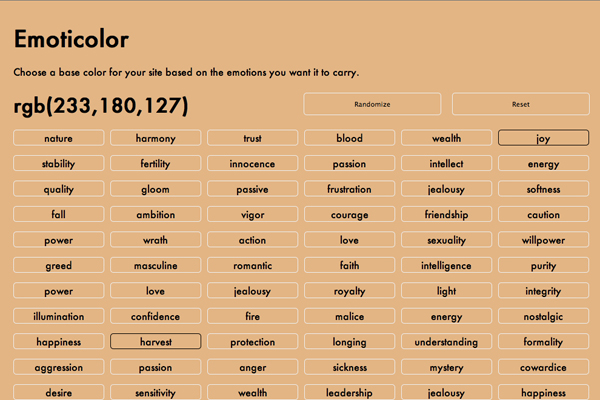 Emoticolor
Choose a base color for your site based on the emotions you want it to carry.
rgb(233,180,127) Randomize Reset
nature harmony trust blood wealth joy
stability fertility innocence passion intellect energy
quality gloom passive frustration jealousy softness
fall ambition vigor courage friendship caution
power wrath action love sexuality willpower
greed masculine romantic faith intelligence purity
power love jealousy royalty light integrity
illumination confidence fire malice energy nostalgic
happiness harvest protection longing understanding formality
aggression passion anger sickness mystery cowardice
desire sensitivity wealth leadership jealousy happiness